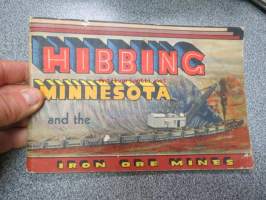 HIBBING
MINNESOTA
and the
IRON ORE MINES